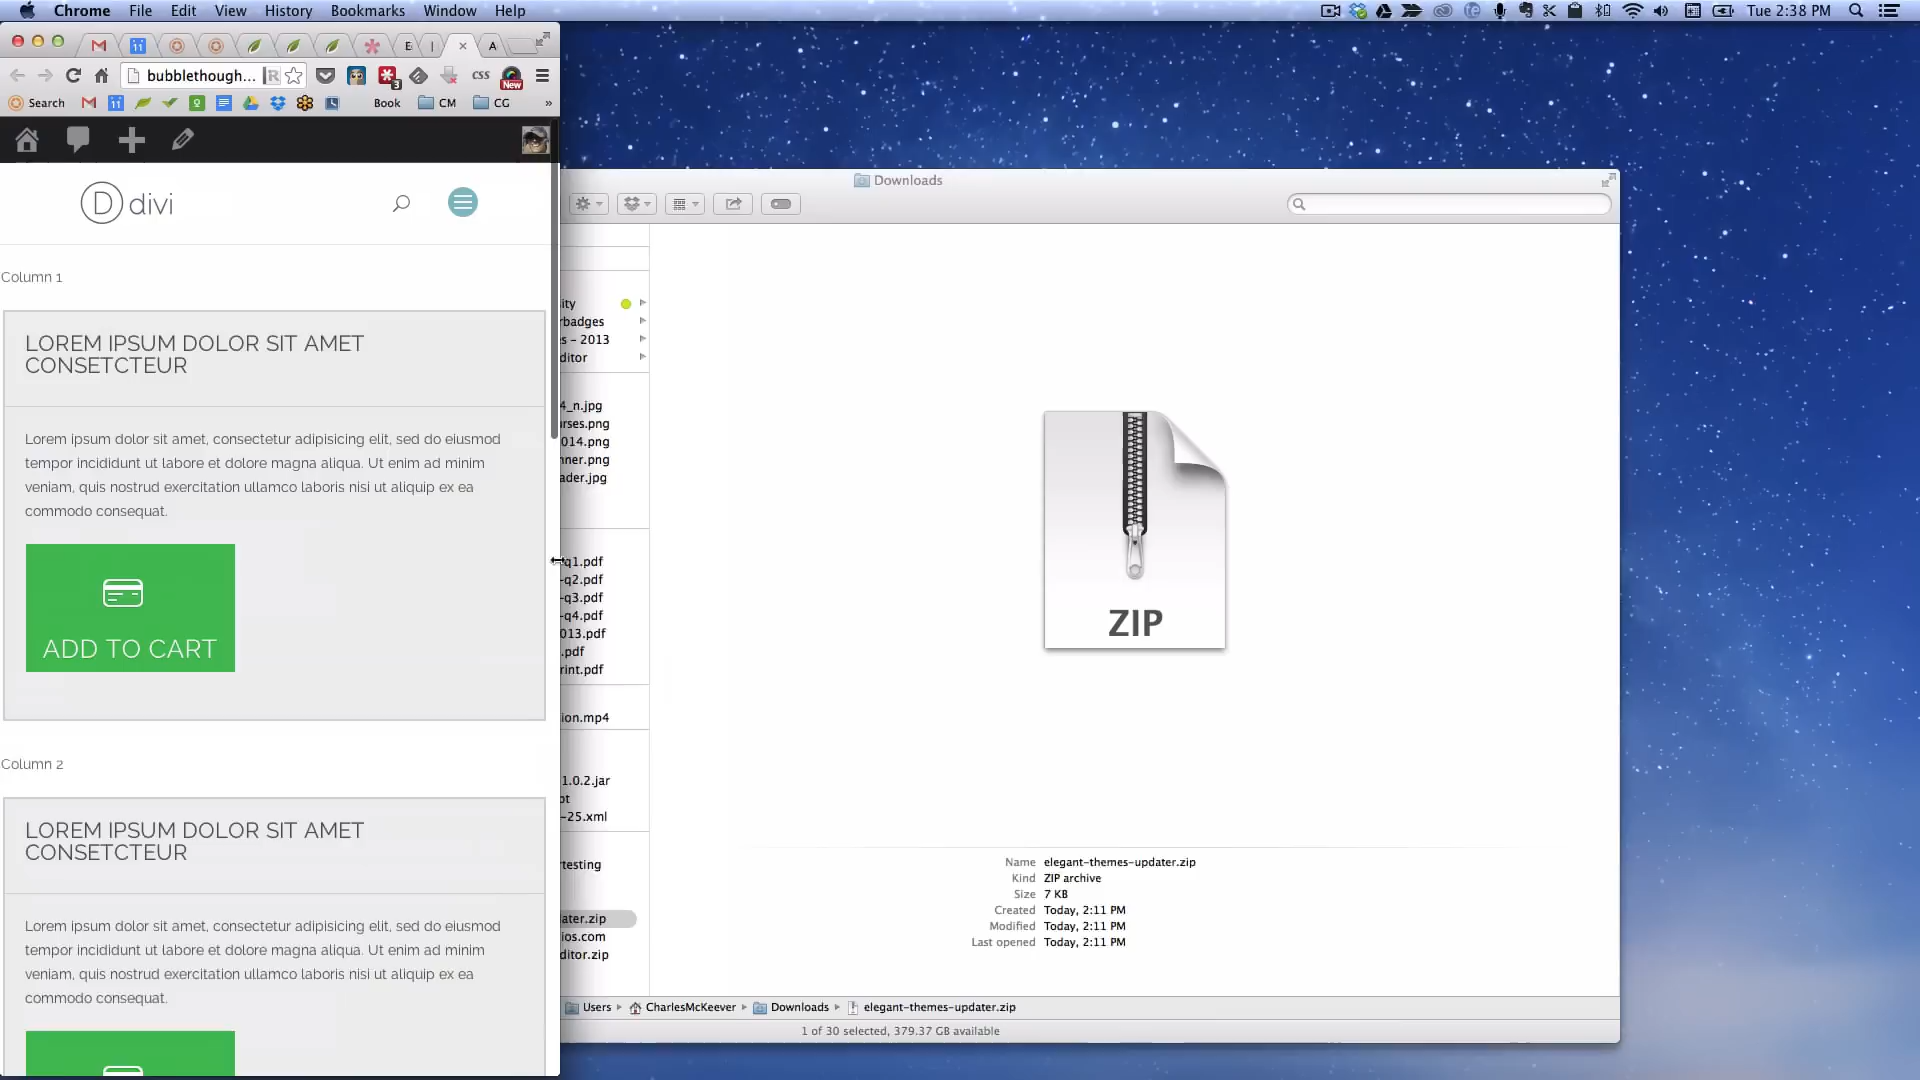 Chrome File Edit View History Bookmarks Window Help
Tue 2:38 PM
bubblethough...
css
3
New
Search
Book
CM
CG
»
D divi
Column 1
LOREM IPSUM DOLOR SIT AMET
CONSETCTEUR
Lorem ipsum dolor sit amet, consectetur adipisicing elit, sed do eiusmod
tempor incididunt ut labore et dolore magna aliqua. Ut enim ad minim
veniam, quis nostrud exercitation ullamco laboris nisi ut aliquip ex ea
commodo consequat.
ADD TO CART
Column 2
LOREM IPSUM DOLOR SIT AMET
CONSETCTEUR
Lorem ipsum dolor sit amet, consectetur adipisicing elit, sed do eiusmod
tempor incididunt ut labore et dolore magna aliqua. Ut enim ad minim
veniam, quis nostrud exercitation ullamco laboris nisi ut aliquip ex ea
commodo consequat.
Downloads
ity
rbadges
s – 2013
ditor
4_n.jpg
urses.png
014.png
nner.png
ader.jpg
-q1.pdf
-q2.pdf
-q3.pdf
-q4.pdf
013.pdf
.pdf
rint.pdf
ion.mp4
1.0.2.jar
ot
-25.xml
rtesting
ater.zip
ios.com
ditor.zip
ZIP
Name elegant-themes-updater.zip
Kind ZIP archive
Size 7 KB
Created Today, 2:11 PM
Modified Today, 2:11 PM
Last opened Today, 2:11 PM
Users CharlesMcKeever Downloads elegant-themes-updater.zip
1 of 30 selected, 379.37 GB available